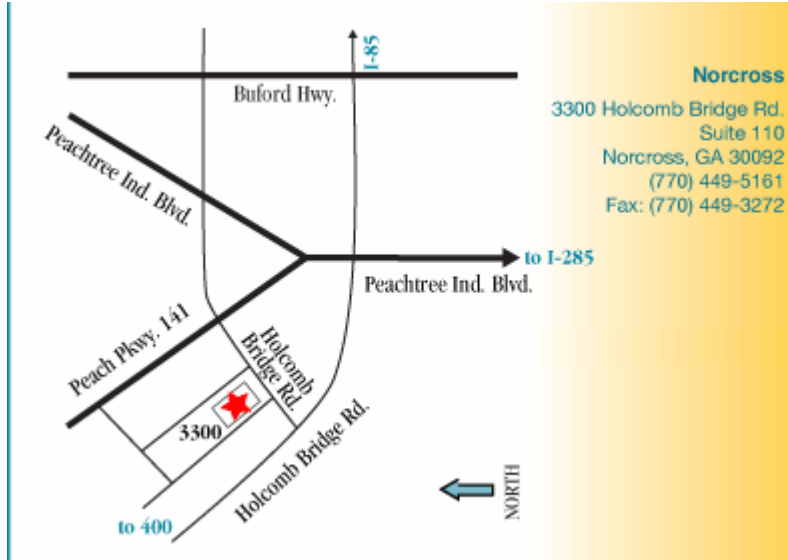 I-85
Buford Hwy.
Peachtree Ind. Blvd.
to I-285
Peachtree Ind. Blvd.
Peach Pkwy. 141
Holcomb
Bridge Rd.
3300
Holcomb Bridge Rd.
to 400
NORTH
Norcross
3300 Holcomb Bridge Rd.
Suite 110
Norcross, GA 30092
(770) 449-5161
Fax: (770) 449-3272